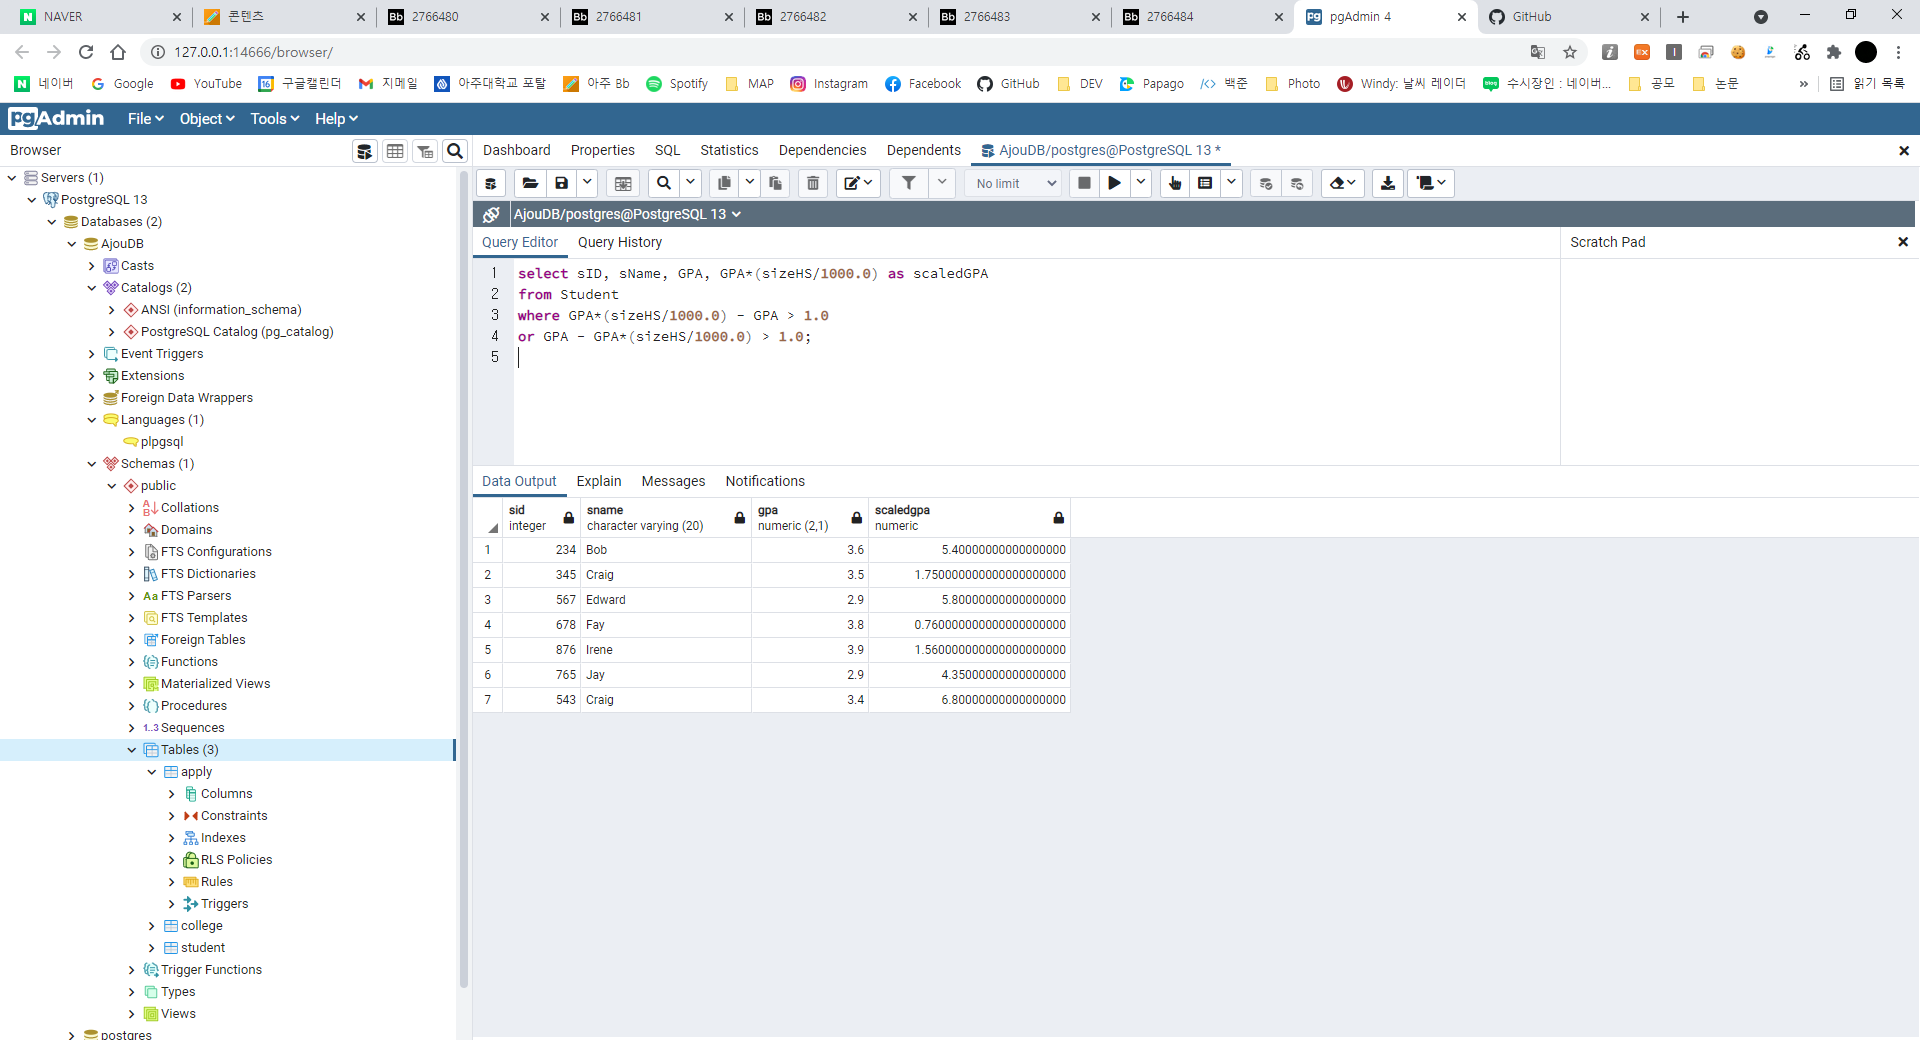 NAVER
콘텐츠
2766480
2766481
2766482
2766483
2766484
pgAdmin 4
GitHub
127.0.0.1:14666/browser/
네이버
Google
YouTube
구글캘린더
지메일
아주대학교 포탈
아주 Bb
Spotify
MAP
Instagram
Facebook
GitHub
DEV
Papago
백준
Photo
Windy: 날씨 레이더
수시장인 : 네이버...
공모
논문
»
읽기 목록
pgAdmin
File
Object
Tools
Help
Browser
Dashboard
Properties
SQL
Statistics
Dependencies
Dependents
AjouDB/postgres@PostgreSQL 13 *
No limit
AjouDB/postgres@PostgreSQL 13
Query Editor
Query History
Scratch Pad
1 select sID, sName, GPA, GPA*(sizeHS/1000.0) as scaledGPA
2 from Student
3 where GPA*(sizeHS/1000.0) - GPA > 1.0
4 or GPA - GPA*(sizeHS/1000.0) > 1.0;
5
Data Output
Explain
Messages
Notifications
sid integer
sname character varying (20)
gpa numeric (2,1)
scaledgpa numeric
1 234 Bob 3.6 5.40000000000000000
2 345 Craig 3.5 1.750000000000000000
3 567 Edward 2.9 5.80000000000000000
4 678 Fay 3.8 0.760000000000000000
5 876 Irene 3.9 1.560000000000000000
6 765 Jay 2.9 4.35000000000000000
7 543 Craig 3.4 6.80000000000000000
Servers (1)
PostgreSQL 13
Databases (2)
AjouDB
Casts
Catalogs (2)
ANSI (information_schema)
PostgreSQL Catalog (pg_catalog)
Event Triggers
Extensions
Foreign Data Wrappers
Languages (1)
plpgsql
Schemas (1)
public
Collations
Domains
FTS Configurations
FTS Dictionaries
FTS Parsers
FTS Templates
Foreign Tables
Functions
Materialized Views
Procedures
Sequences
Tables (3)
apply
Columns
Constraints
Indexes
RLS Policies
Rules
Triggers
college
student
Trigger Functions
Types
Views
postgres